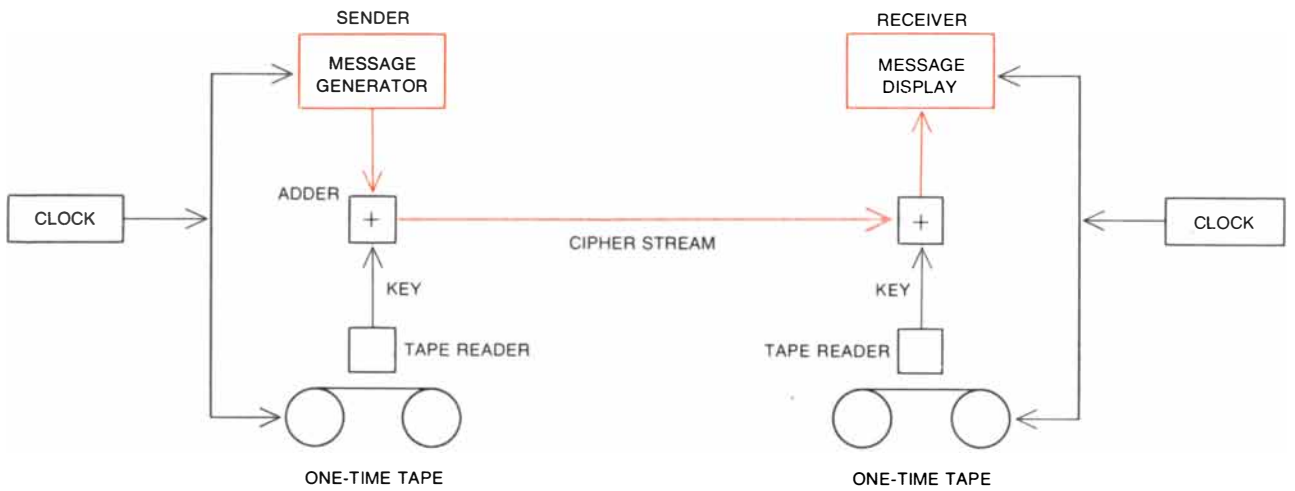 SENDER
RECEIVER
MESSAGE
GENERATOR
MESSAGE
DISPLAY
ADDER
+
+
CLOCK
CLOCK
CIPHER STREAM
KEY
KEY
TAPE READER
TAPE READER
ONE-TIME TAPE
ONE-TIME TAPE